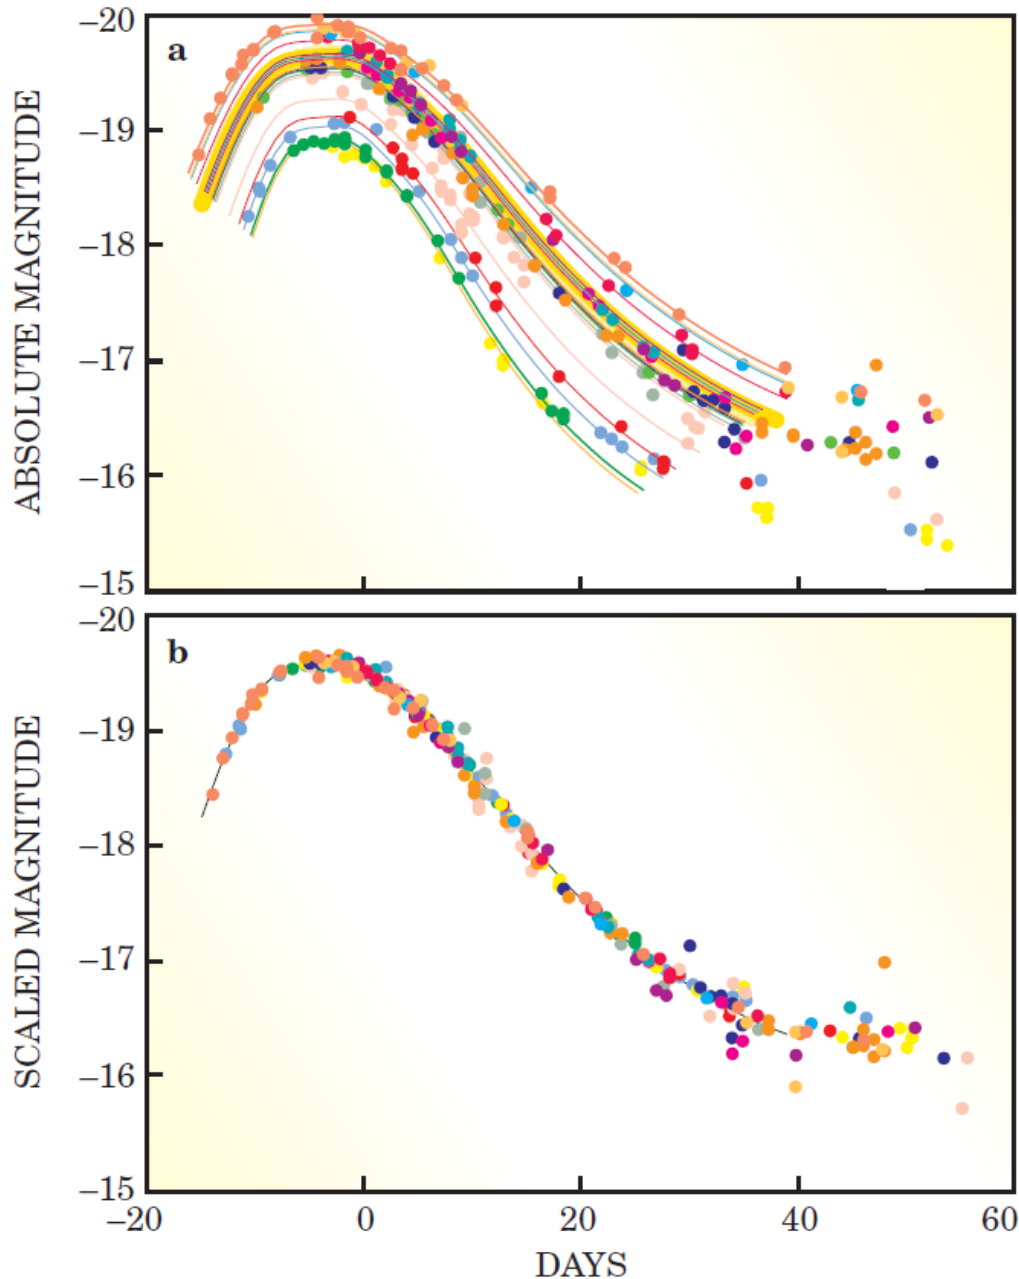 ABSOLUTE MAGNITUDE
a
–20
–19
–18
–17
–16
–15
SCALED MAGNITUDE
b
–20
–19
–18
–17
–16
–15
–20 0 20 40 60
DAYS